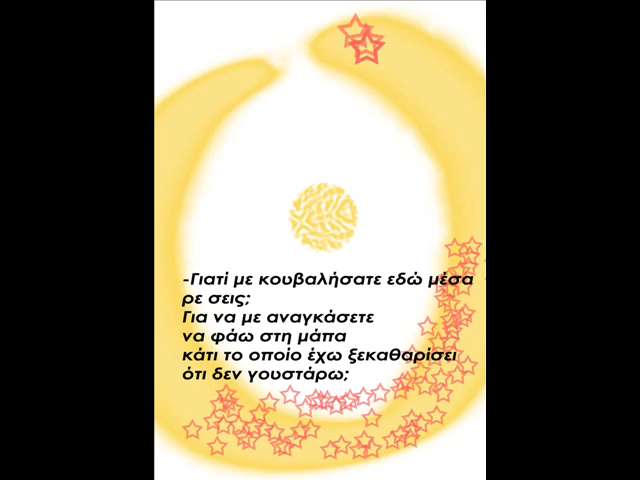 -Γιατί με κουβαλήσατε εδώ μέσα
ρε σεις;
Για να με αναγκάσετε
να φάω στη μάπα
κάτι το οποίο έχω ξεκαθαρίσει
ότι δεν γουστάρω;